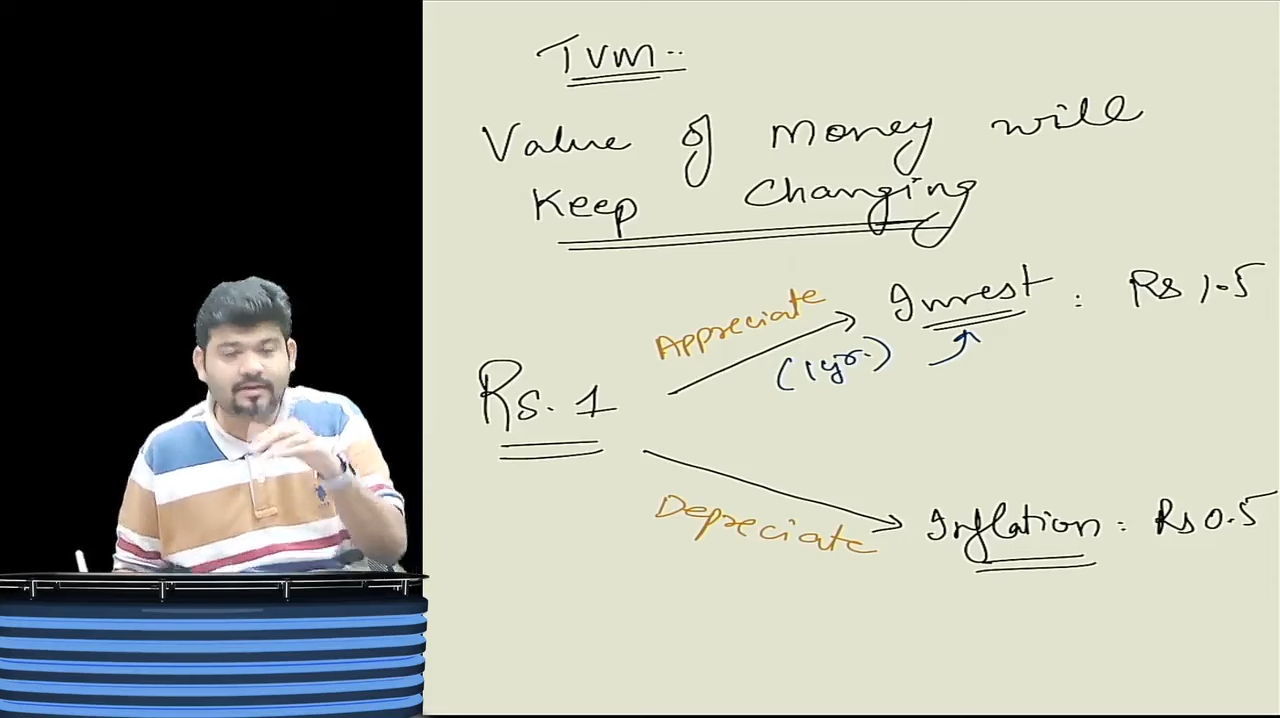 TVM..
Value of Money will
Keep Changing
Appreciate
Invest : Rs 1.5
(1yr.)
Rs. 1
Depreciate
Inflation : Rs 0.5